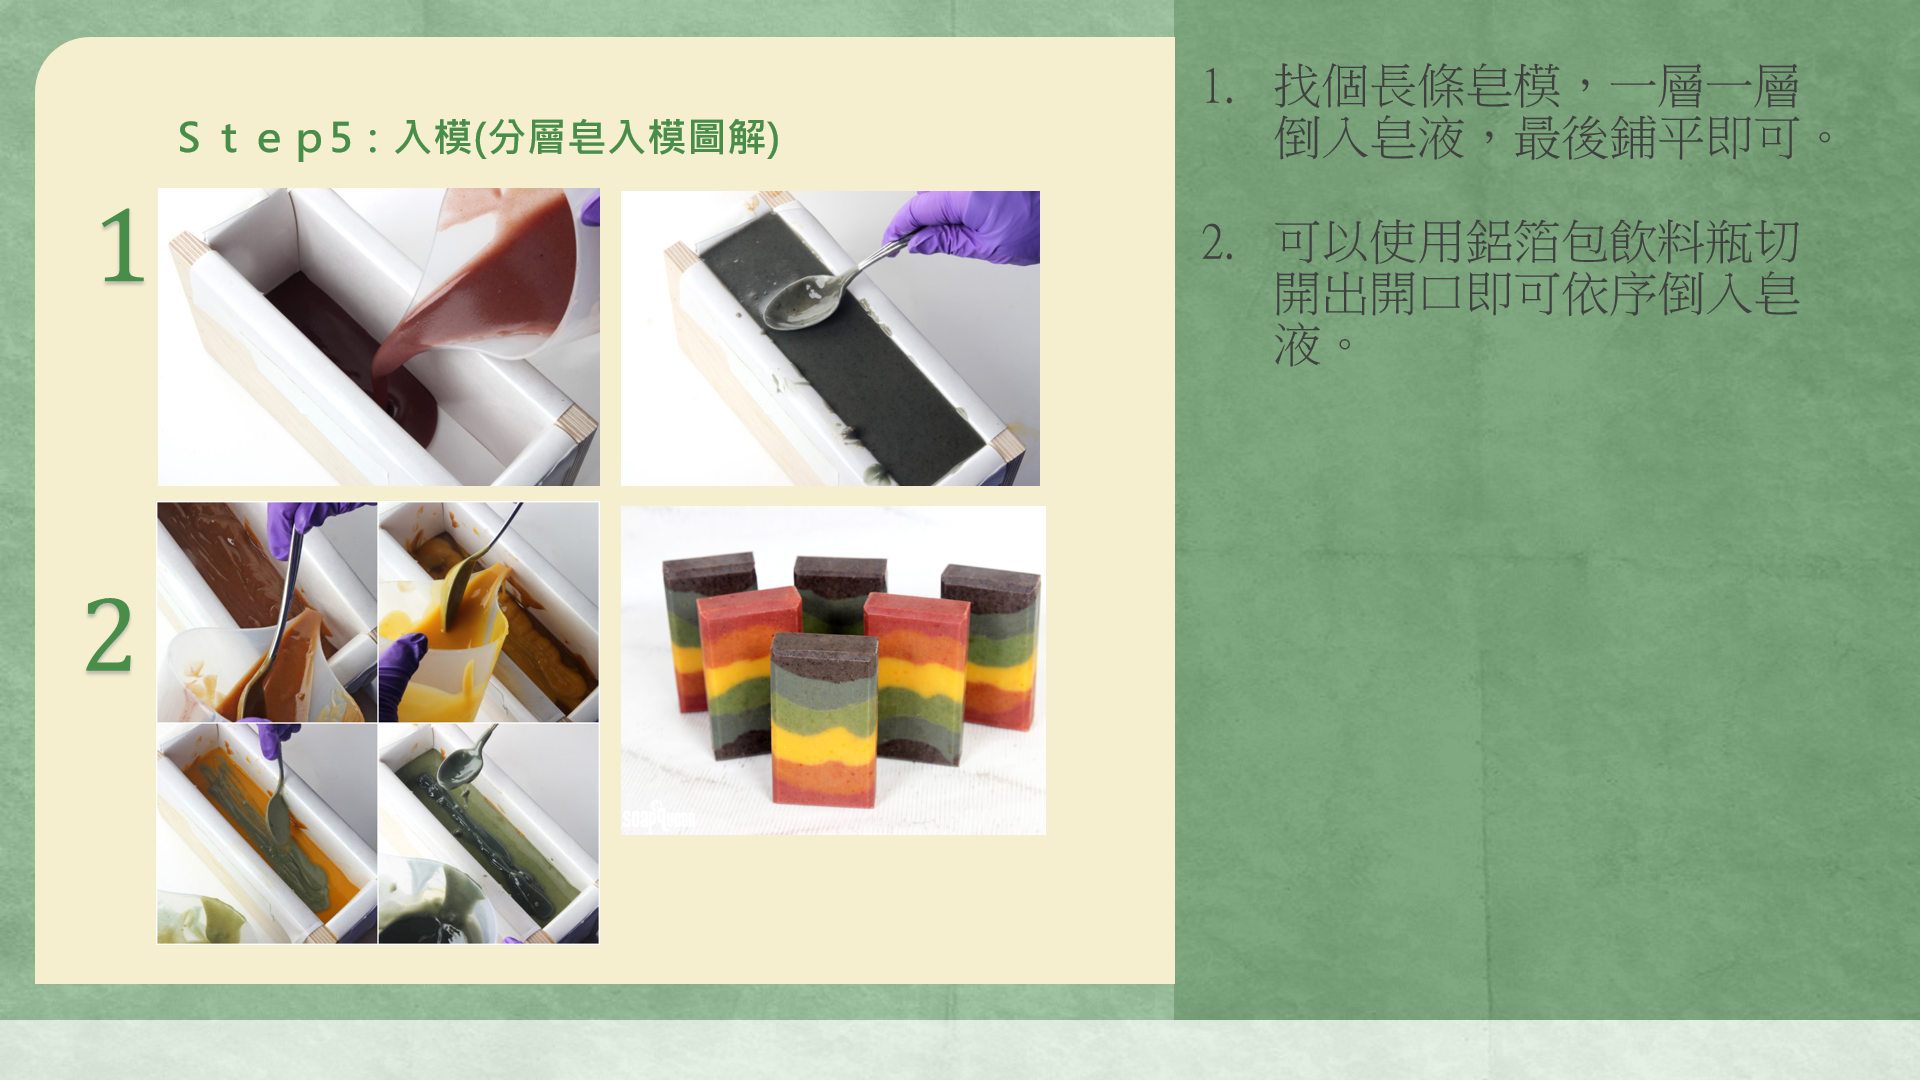 Ｓｔｅｐ5：入模(分層皂入模圖解)
1
2
1. 找個長條皂模，一層一層
倒入皂液，最後鋪平即可。
2. 可以使用鋁箔包飲料瓶切
開出開口即可依序倒入皂
液。